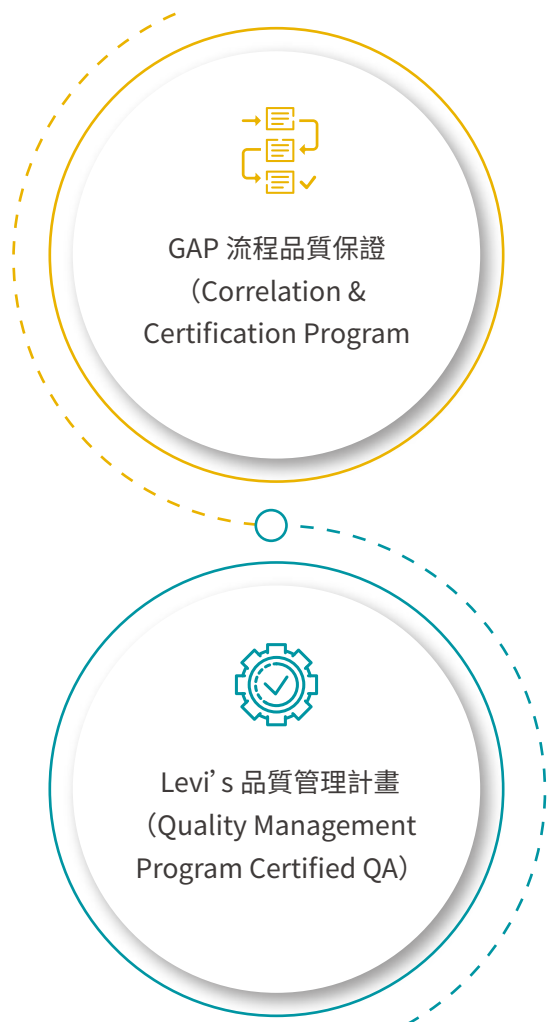 GAP 流程品質保證
（Correlation &
Certification Program
Levi’s 品質管理計畫
（Quality Management
Program Certified QA）